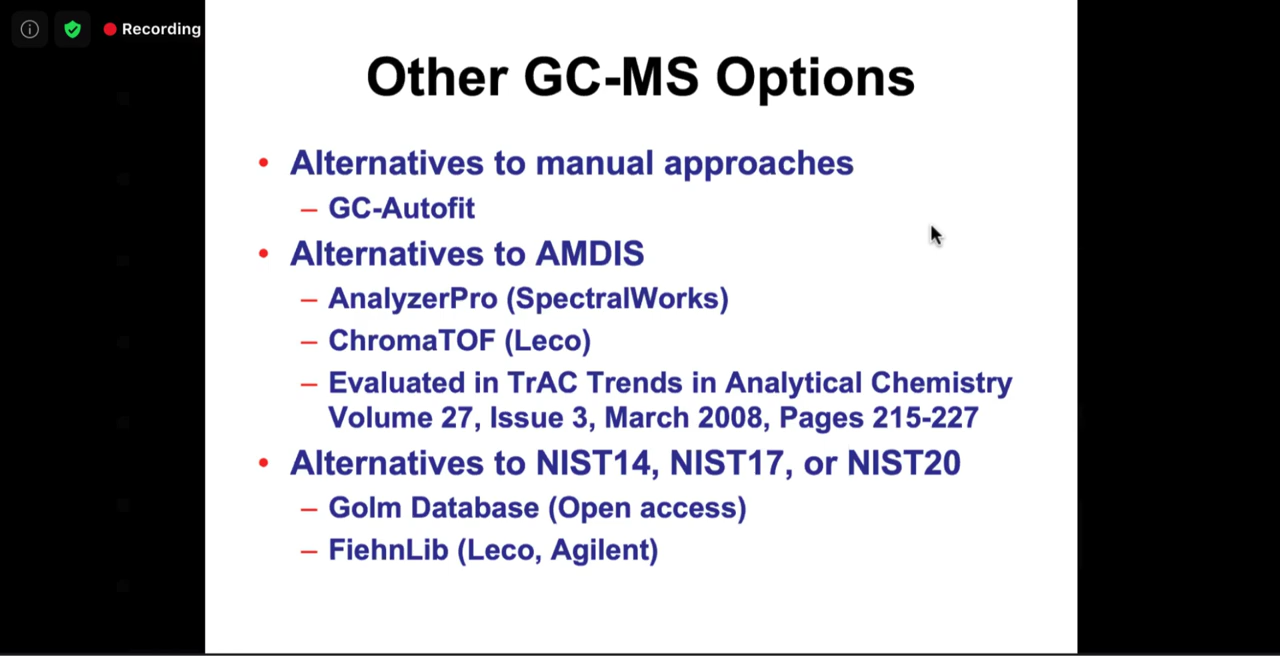 Recording
Other GC-MS Options
• Alternatives to manual approaches
– GC-Autofit
• Alternatives to AMDIS
– AnalyzerPro (SpectralWorks)
– ChromaTOF (Leco)
– Evaluated in TrAC Trends in Analytical Chemistry
Volume 27, Issue 3, March 2008, Pages 215-227
• Alternatives to NIST14, NIST17, or NIST20
– Golm Database (Open access)
– FiehnLib (Leco, Agilent)